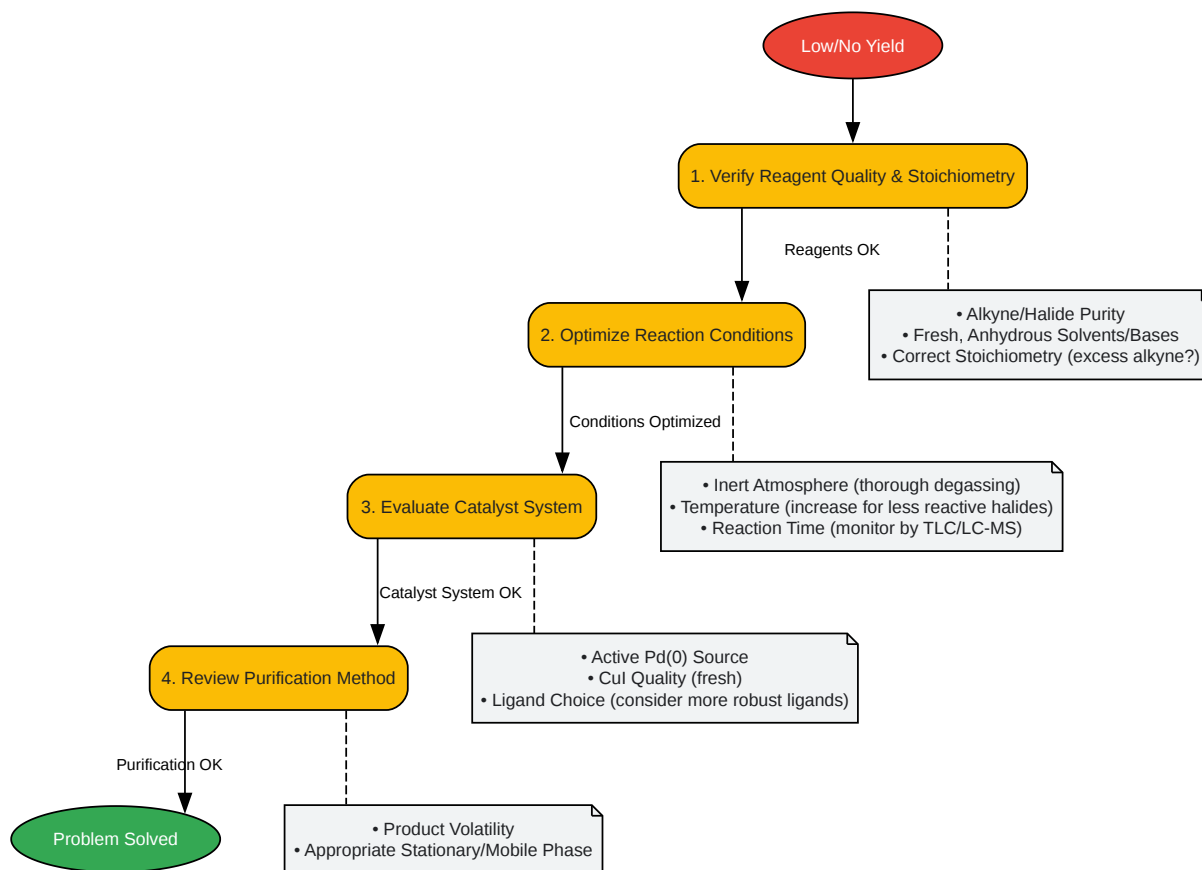 Low/No Yield
1. Verify Reagent Quality & Stoichiometry
Reagents OK
• Alkyne/Halide Purity
• Fresh, Anhydrous Solvents/Bases
• Correct Stoichiometry (excess alkyne?)
2. Optimize Reaction Conditions
Conditions Optimized
• Inert Atmosphere (thorough degassing)
• Temperature (increase for less reactive halides)
• Reaction Time (monitor by TLC/LC-MS)
3. Evaluate Catalyst System
Catalyst System OK
• Active Pd(0) Source
• CuI Quality (fresh)
• Ligand Choice (consider more robust ligands)
4. Review Purification Method
Purification OK
• Product Volatility
• Appropriate Stationary/Mobile Phase
Problem Solved